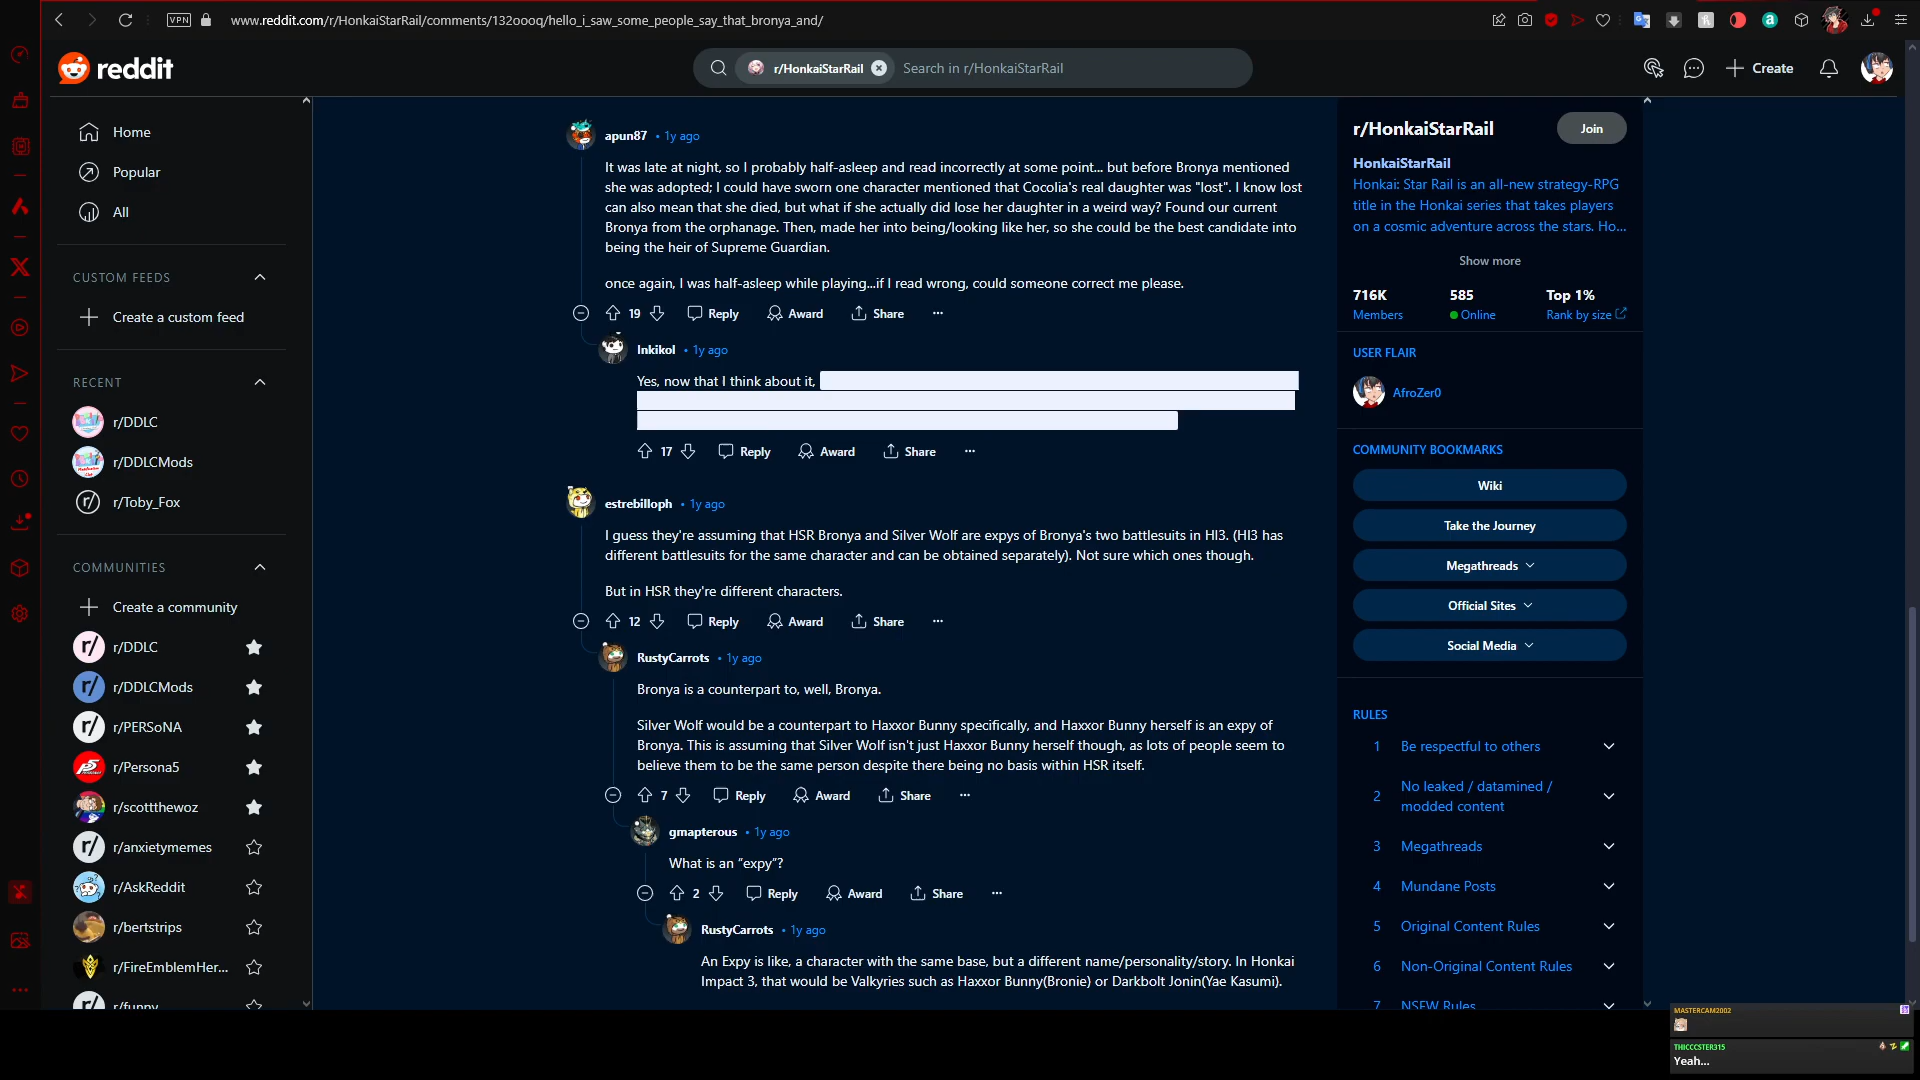 VPN
www.reddit.com/r/HonkaiStarRail/comments/132oooq/hello_i_saw_some_people_say_that_bronya_and/
reddit
r/HonkaiStarRail
Search in r/HonkaiStarRail
Create
Home
Popular
All
CUSTOM FEEDS
Create a custom feed
RECENT
r/DDLC
r/DDLCMods
r/Toby_Fox
COMMUNITIES
Create a community
r/DDLC
r/DDLCMods
r/PERSoNA
r/Persona5
r/scottthewoz
r/anxietymemes
r/AskReddit
r/bertstrips
r/FireEmblemHer...
r/funny
apun87 • 1y ago
It was late at night, so I probably half-asleep and read incorrectly at some point... but before Bronya mentioned
she was adopted; I could have sworn one character mentioned that Cocolia's real daughter was "lost". I know lost
can also mean that she died, but what if she actually did lose her daughter in a weird way? Found our current
Bronya from the orphanage. Then, made her into being/looking like her, so she could be the best candidate into
being the heir of Supreme Guardian.
once again, I was half-asleep while playing...if I read wrong, could someone correct me please.
19 Reply Award Share ...
Inkikol • 1y ago
Yes, now that I think about it,
17 Reply Award Share ...
estrebilloph • 1y ago
I guess they're assuming that HSR Bronya and Silver Wolf are expys of Bronya's two battlesuits in HI3. (HI3 has
different battlesuits for the same character and can be obtained separately). Not sure which ones though.
But in HSR they're different characters.
12 Reply Award Share ...
RustyCarrots • 1y ago
Bronya is a counterpart to, well, Bronya.
Silver Wolf would be a counterpart to Haxxor Bunny specifically, and Haxxor Bunny herself is an expy of
Bronya. This is assuming that Silver Wolf isn't just Haxxor Bunny herself though, as lots of people seem to
believe them to be the same person despite there being no basis within HSR itself.
7 Reply Award Share ...
gmapterous • 1y ago
What is an “expy”?
2 Reply Award Share ...
RustyCarrots • 1y ago
An Expy is like, a character with the same base, but a different name/personality/story. In Honkai
Impact 3, that would be Valkyries such as Haxxor Bunny(Bronie) or Darkbolt Jonin(Yae Kasumi).
r/HonkaiStarRail
Join
HonkaiStarRail
Honkai: Star Rail is an all-new strategy-RPG
title in the Honkai series that takes players
on a cosmic adventure across the stars. Ho...
Show more
716K 585 Top 1%
Members Online Rank by size
USER FLAIR
AfroZer0
COMMUNITY BOOKMARKS
Wiki
Take the Journey
Megathreads
Official Sites
Social Media
RULES
1 Be respectful to others
2 No leaked / datamined /
modded content
3 Megathreads
4 Mundane Posts
5 Original Content Rules
6 Non-Original Content Rules
7 NSFW Rules
MASTERCAM2002
THICCCSTER315
Yeah...